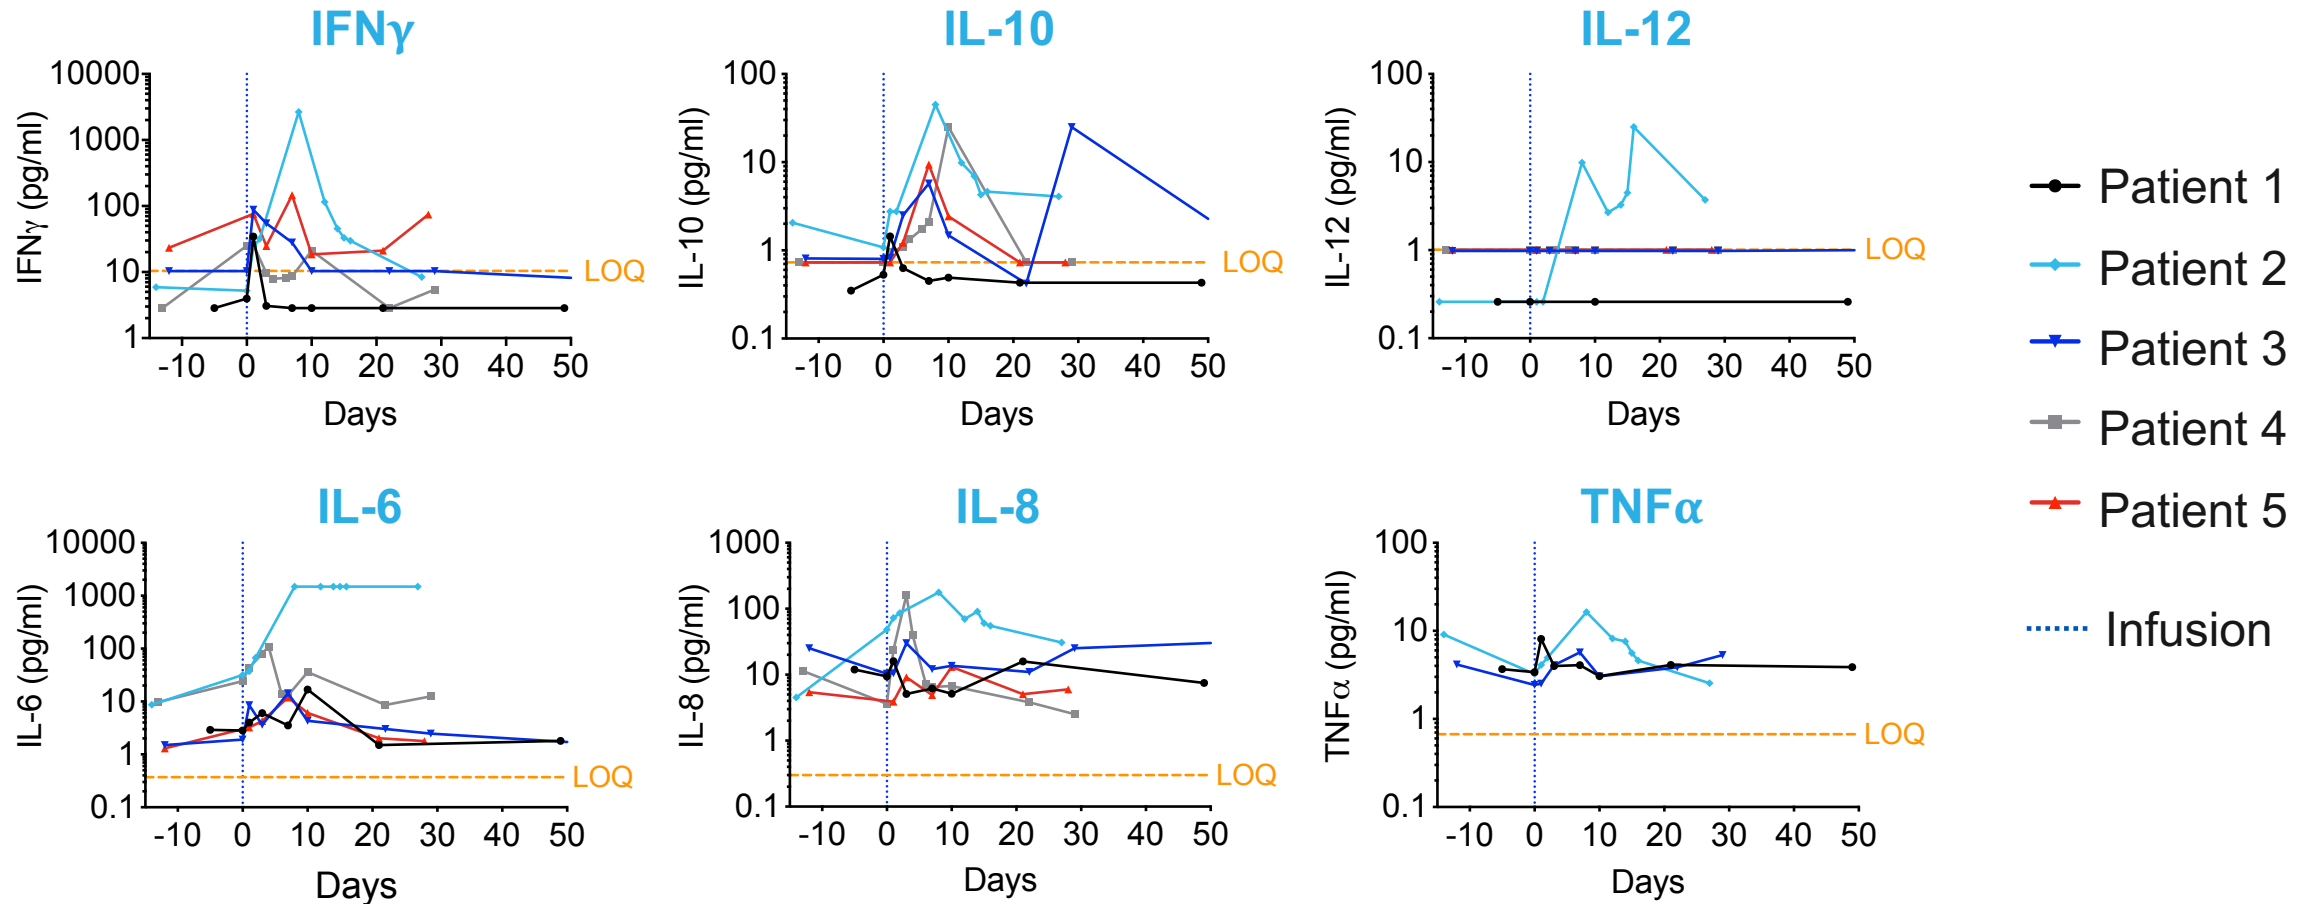 IFNγ
IFNγ (pg/ml)
10000
1000
100
10
1
LOQ
-10 0 10 20 30 40 50
Days
IL-10
IL-10 (pg/ml)
100
10
1
0.1
LOQ
-10 0 10 20 30 40 50
Days
IL-12
IL-12 (pg/ml)
100
10
1
0.1
LOQ
-10 0 10 20 30 40 50
Days
IL-6
IL-6 (pg/ml)
10000
1000
100
10
1
0.1
LOQ
-10 0 10 20 30 40 50
Days
IL-8
IL-8 (pg/ml)
1000
100
10
1
0.1
LOQ
-10 0 10 20 30 40 50
Days
TNFα
TNFα (pg/ml)
100
10
1
0.1
LOQ
-10 0 10 20 30 40 50
Days
Patient 1
Patient 2
Patient 3
Patient 4
Patient 5
Infusion